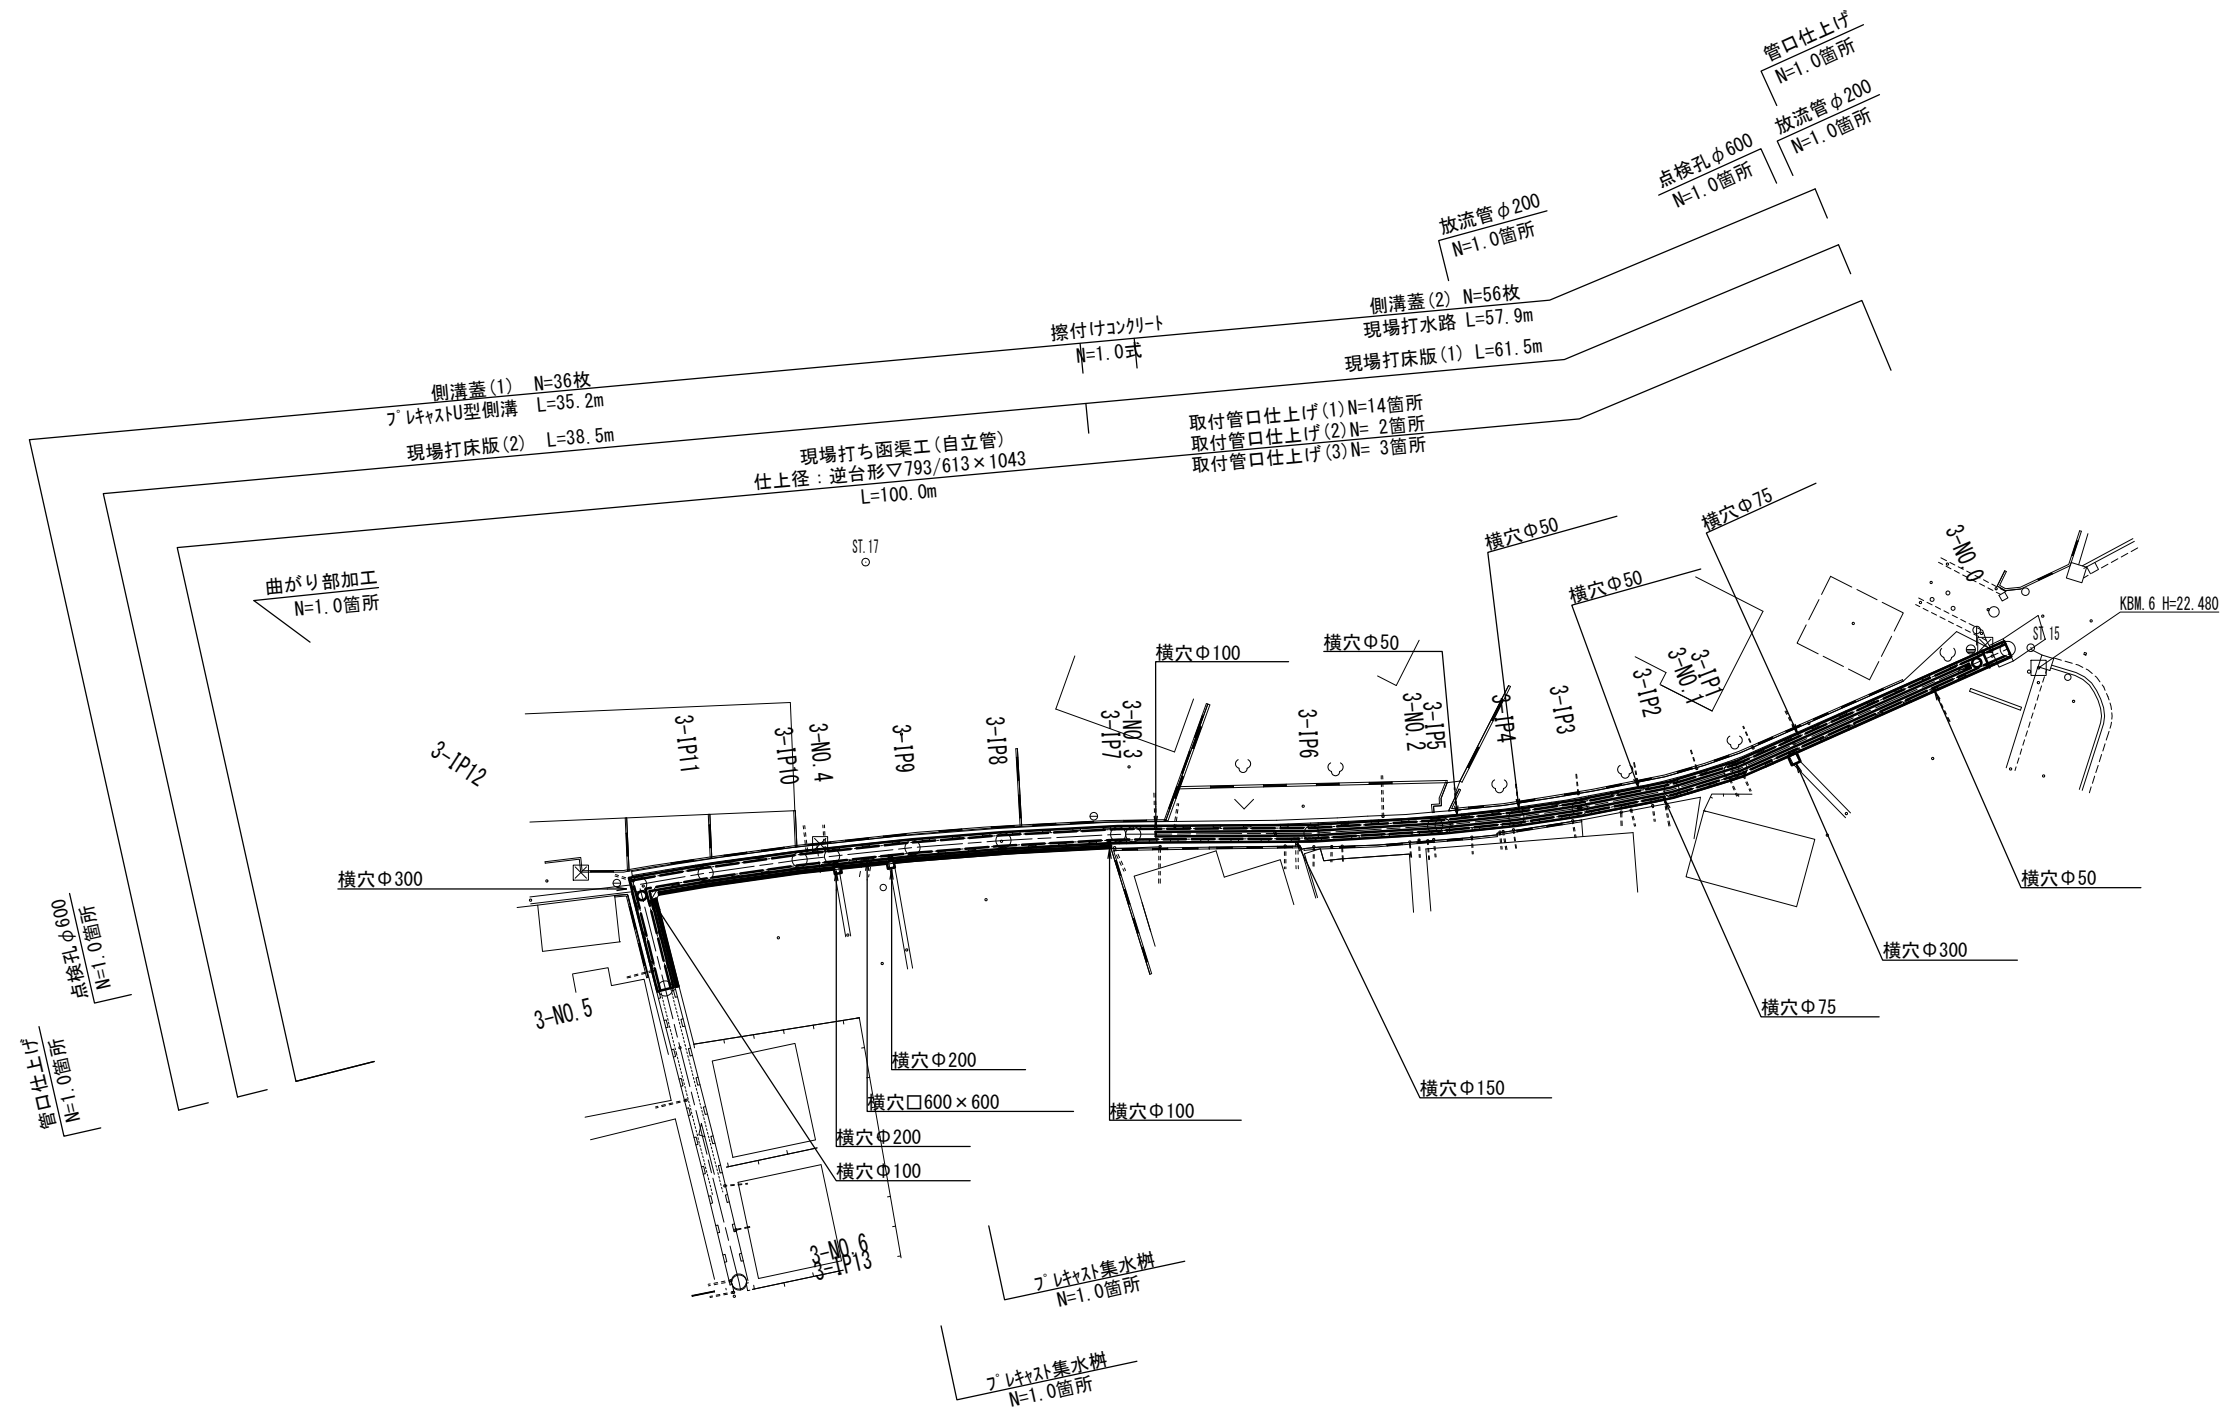 管口仕上げ
N=1.0箇所
放流管φ200
N=1.0箇所
点検孔φ600
N=1.0箇所
放流管φ200
N=1.0箇所
側溝蓋(2) N=56枚
現場打水路 L=57.9m
擦付けコンクリート
N=1.0式
現場打床版(1) L=61.5m
側溝蓋(1) N=36枚
プレキャストU型側溝 L=35.2m
現場打床版(2) L=38.5m
現場打ち函渠工(自立管)
仕上径：逆台形▽793/613×1043
L=100.0m
取付管口仕上げ(1)N=14箇所
取付管口仕上げ(2)N= 2箇所
取付管口仕上げ(3)N= 3箇所
曲がり部加工
N=1.0箇所
ST.17
横穴Φ75
横穴Φ50
横穴Φ50
横穴Φ50
横穴Φ100
3-NO.0
KBM.6 H=22.480
ST.15
3-IP1
3-NO.1
3-IP2
3-IP3
3-IP4
3-IP5
3-NO.2
3-IP6
3-NO.3
3-IP7
3-IP8
3-IP9
3-NO.4
3-IP10
3-IP11
3-IP12
横穴Φ300
横穴Φ50
横穴Φ300
横穴Φ75
横穴Φ150
横穴Φ100
横穴Φ200
横穴□600×600
横穴Φ200
横穴Φ100
3-NO.5
3-NO.6
3-IP13
点検孔φ600
N=1.0箇所
管口仕上げ
N=1.0箇所
プレキャスト集水桝
N=1.0箇所
プレキャスト集水桝
N=1.0箇所